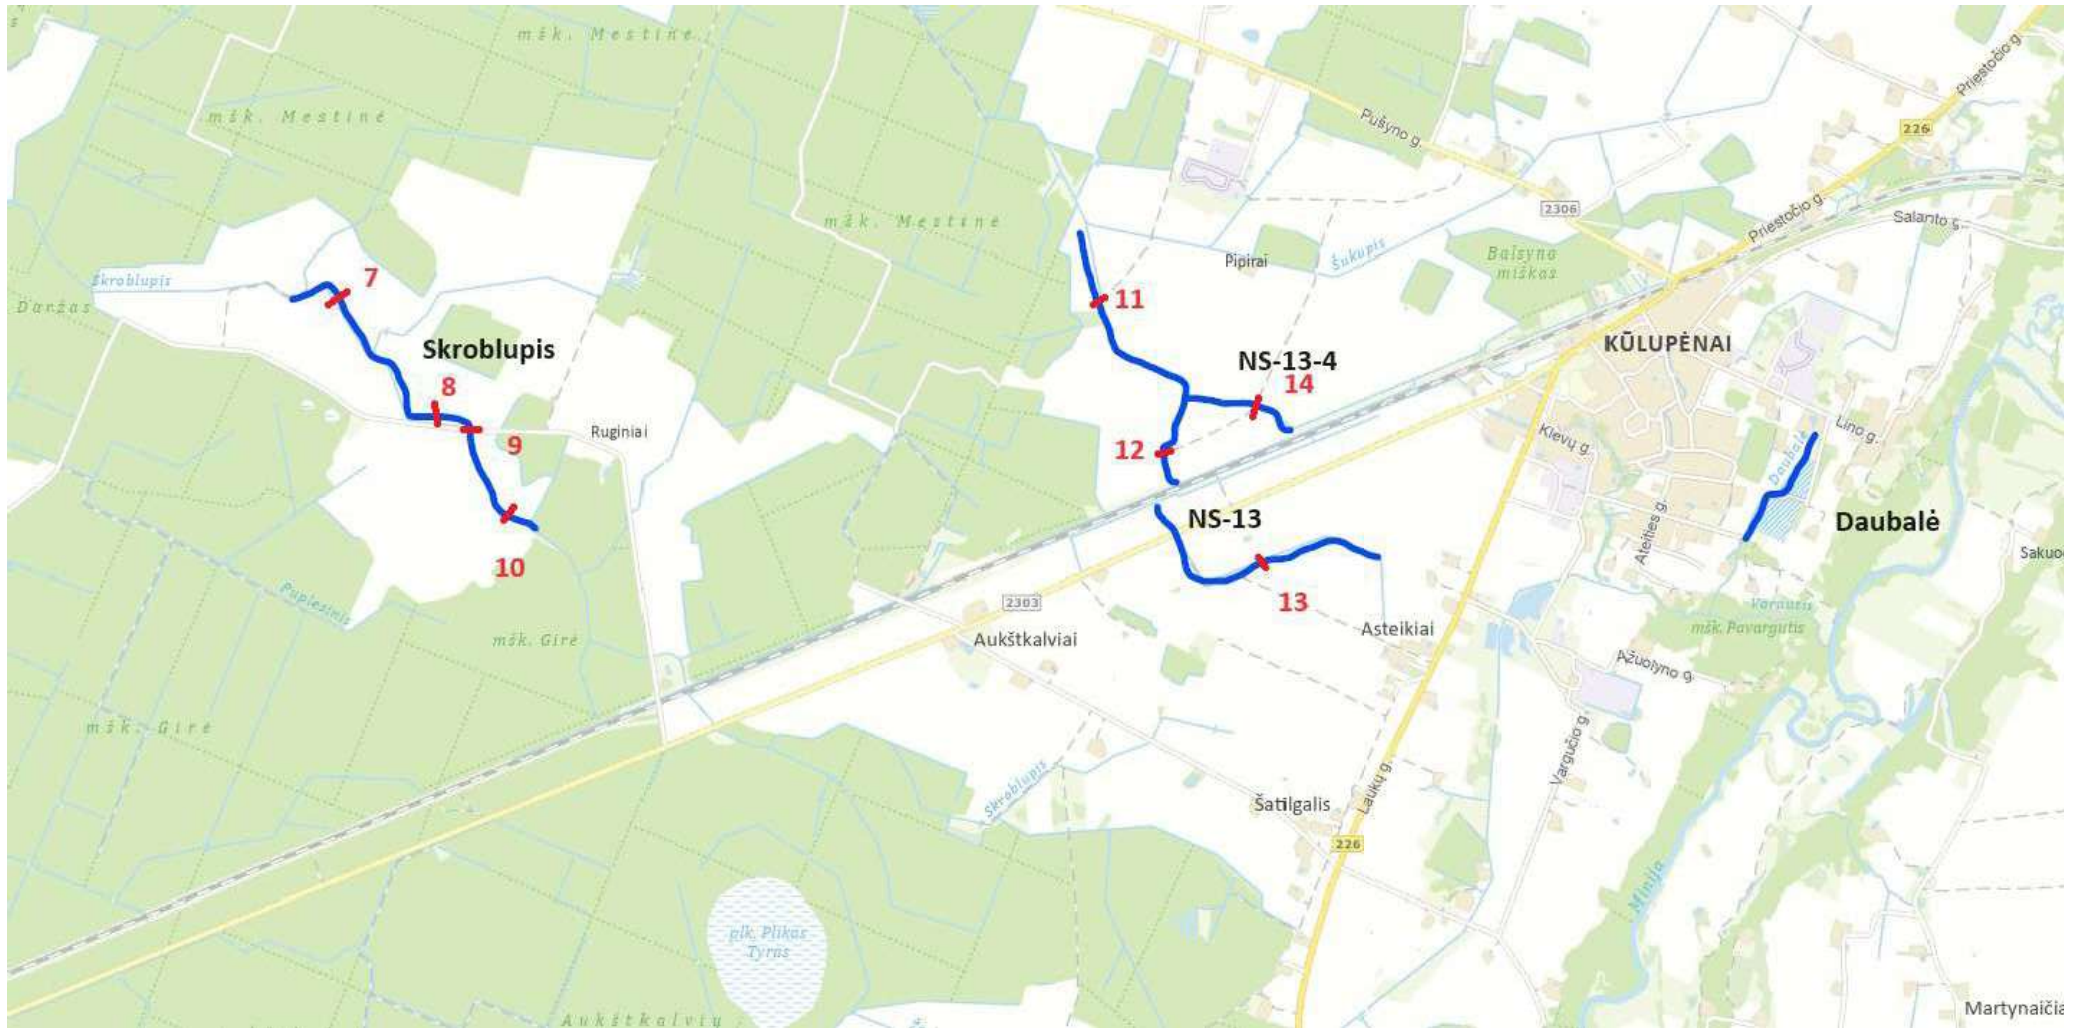 mšk. Mestinė
Priestočio g.
mšk. Mestinė
Pušyno g.
226
mšk. Mestinė
2306
Priestočio g.
Salanto g.
Balsyno
miškas
Šukupis
Pipirai
Skroblupis
7
Daržas
11
Skroblupis
NS-13-4
KŪLUPĖNAI
8
14
Ruginiai
9
12
Klevų g.
Lino g.
Daubalė
NS-13
Daubalė
Ateities g.
Sakuo
10
Puplesinis
2303
13
Varnutis
mšk. Pavargutis
Asteikiai
Aukštkalviai
mšk. Girė
Ąžuolyno g.
mšk. Girė
Vargučio g.
Skroblupis
Laukų g.
Šatilgalis
226
Minija
plk. Plikas
Tyras
Martynaičia
Aukštkalvių